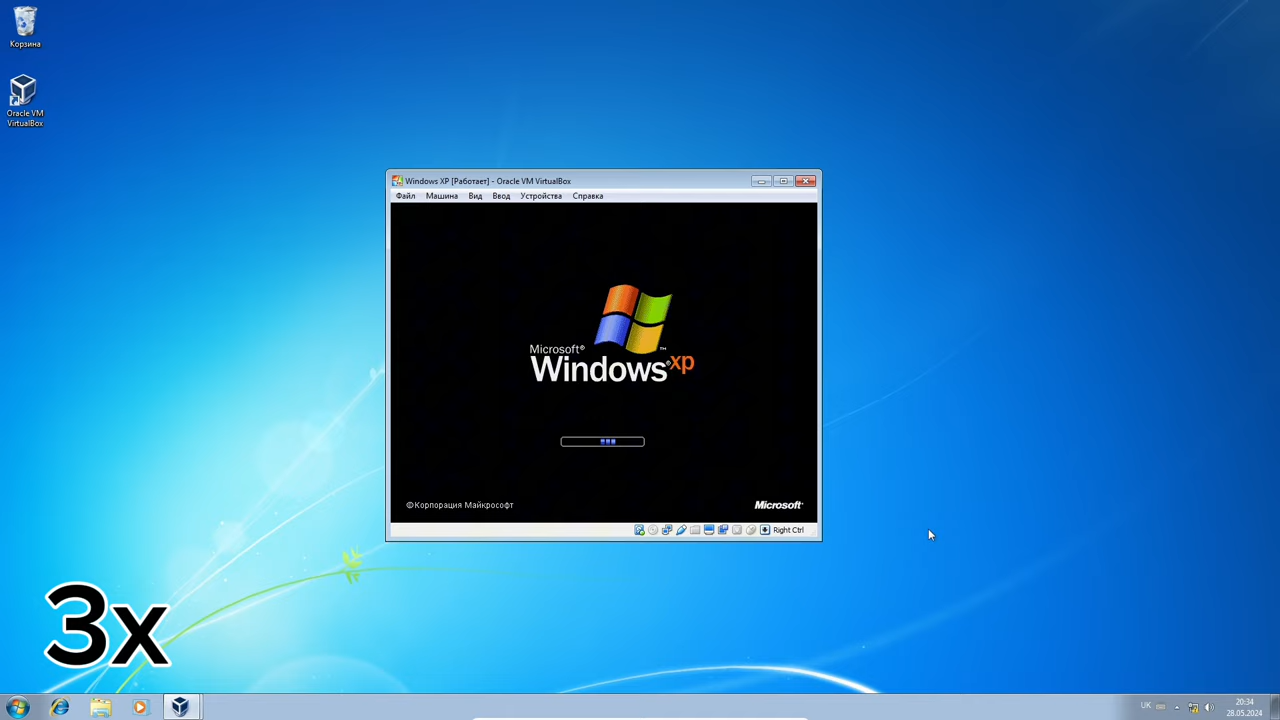 Корзина
Oracle VM
VirtualBox
Windows XP [Работает] - Oracle VM VirtualBox
Файл Машина Вид Ввод Устройства Справка
Microsoft®
Windows® xp ™
©Корпорация Майкрософт
Microsoft®
Right Ctrl
3x
UK
20:34
28.05.2024